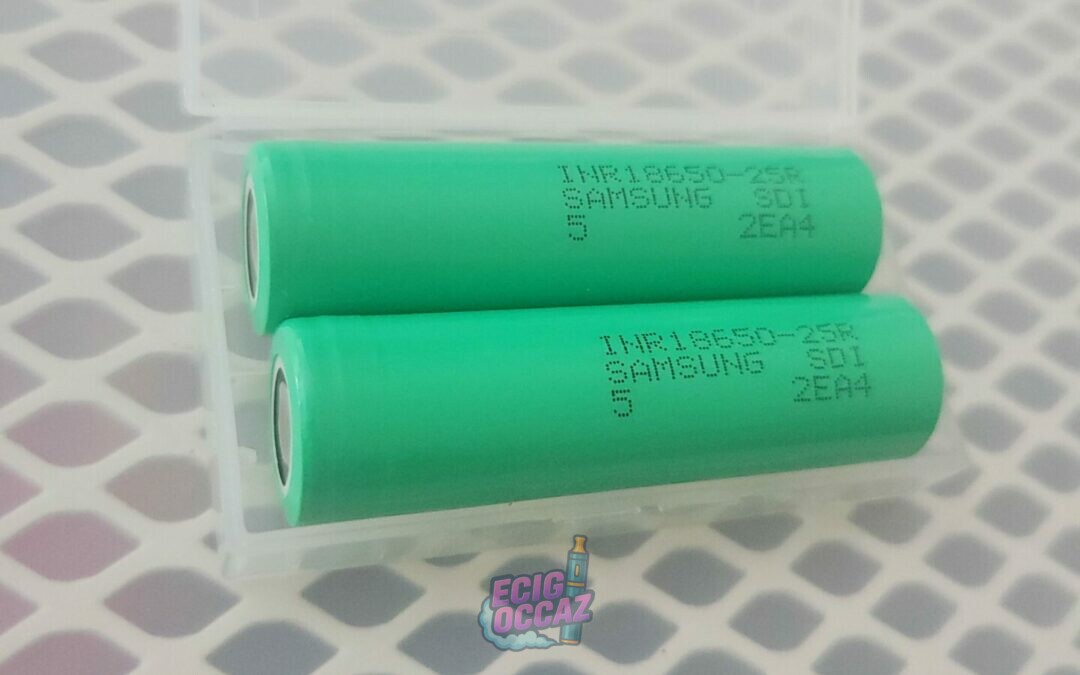 INR18650-25R
SAMSUNG SDI
5 2EA4
INR18650-25R
SAMSUNG SDI
5 2EA4
ECIG
OCCAZ